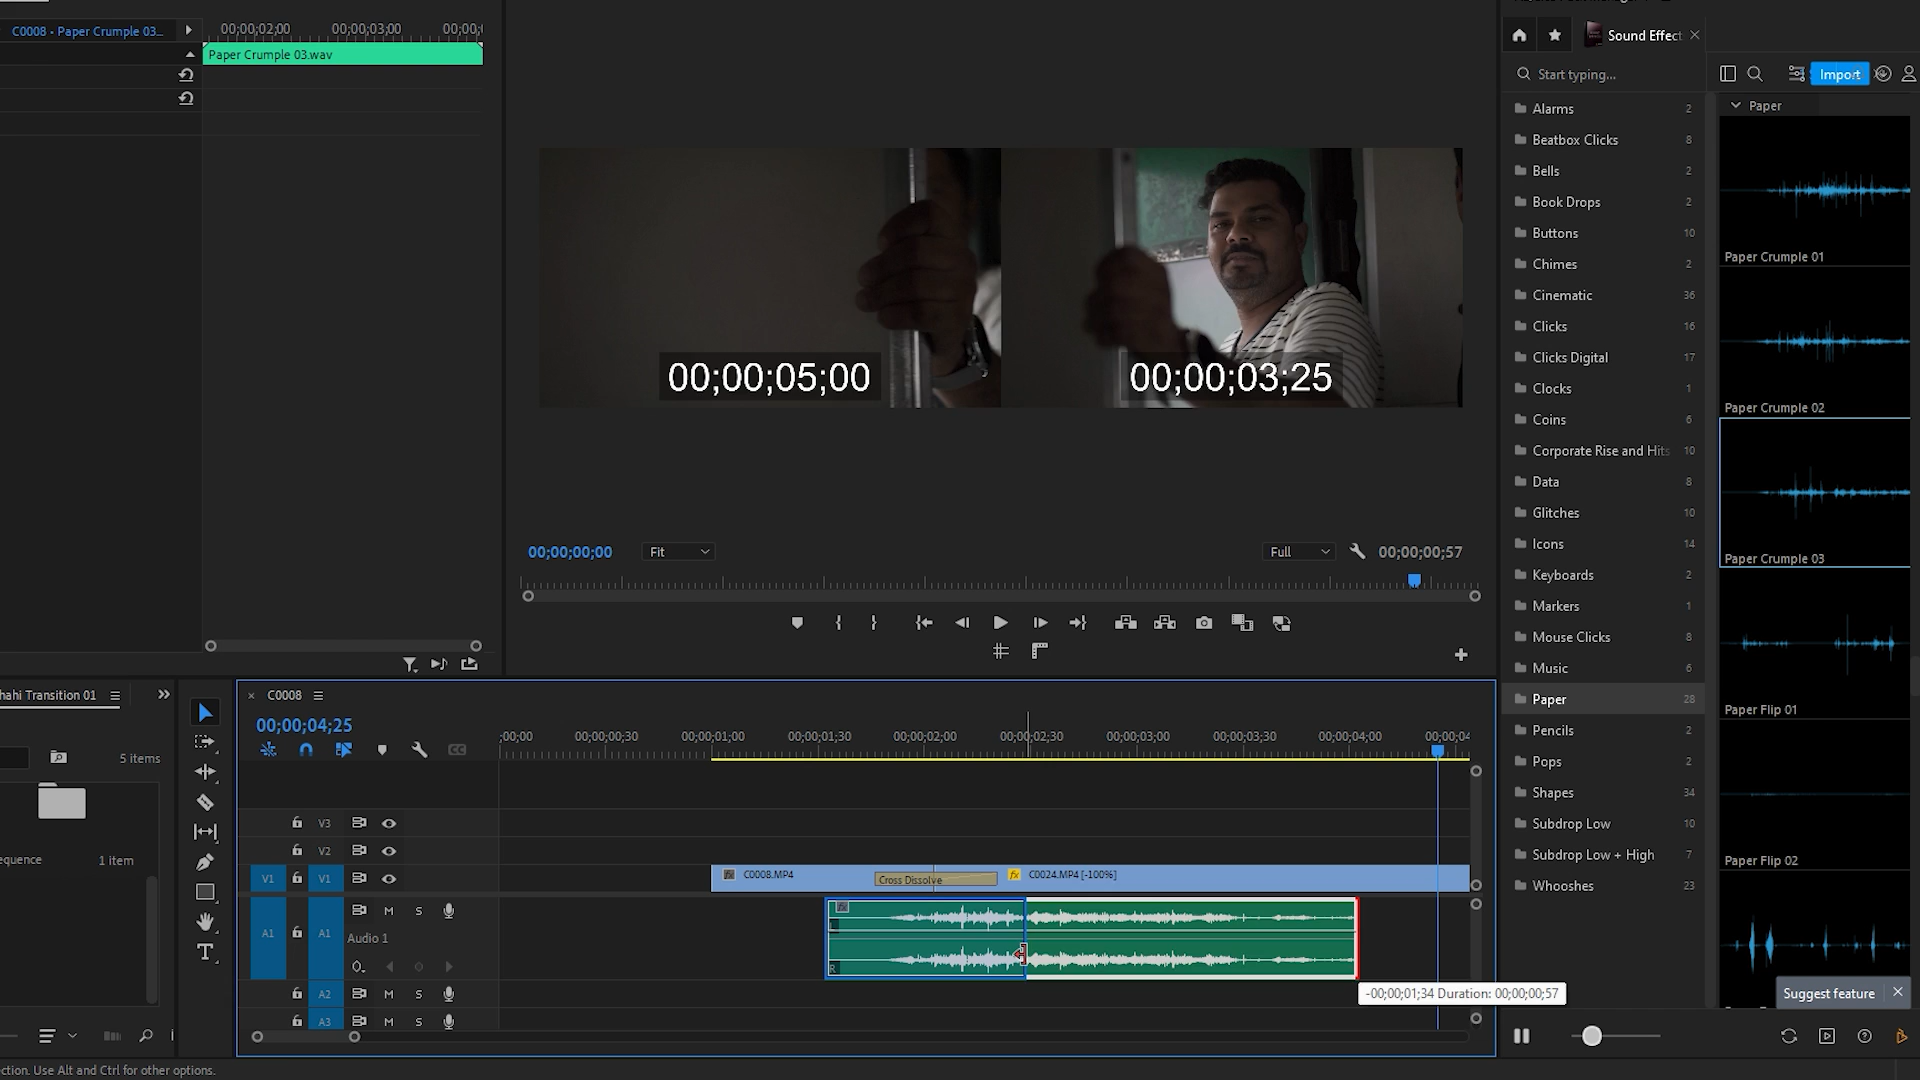 C0008 - Paper Crumple 03...
00;00;02;00
00;00;03;00
00;00;
Paper Crumple 03.wav
00;00;05;00
00;00;03;25
00;00;00;00
Fit
Full
00;00;00;57
hahi Transition 01
5 items
equence
1 item
C0008
00;00;04;25
;00;00
00;00;00;30
00;00;01;00
00;00;01;30
00;00;02;00
00;00;02;30
00;00;03;00
00;00;03;30
00;00;04;00
00;00;04
V3
V2
V1
V1
C0008.MP4
Cross Dissolve
fx
C0024.MP4 [-100%]
A1
A1
M
S
Audio 1
L
R
A2
M
S
A3
M
S
-00;00;01;34 Duration: 00;00;00;57
ction. Use Alt and Ctrl for other options.
Sound Effect
Start typing...
Import
Alarms 2
Beatbox Clicks 8
Bells 2
Book Drops 2
Buttons 10
Chimes 2
Cinematic 36
Clicks 16
Clicks Digital 17
Clocks 1
Coins 6
Corporate Rise and Hits 10
Data 8
Glitches 10
Icons 14
Keyboards 2
Markers 1
Mouse Clicks 8
Music 6
Paper 28
Pencils 2
Pops 2
Shapes 34
Subdrop Low 10
Subdrop Low + High 7
Whooshes 23
Paper
Paper Crumple 01
Paper Crumple 02
Paper Crumple 03
Paper Flip 01
Paper Flip 02
Suggest feature